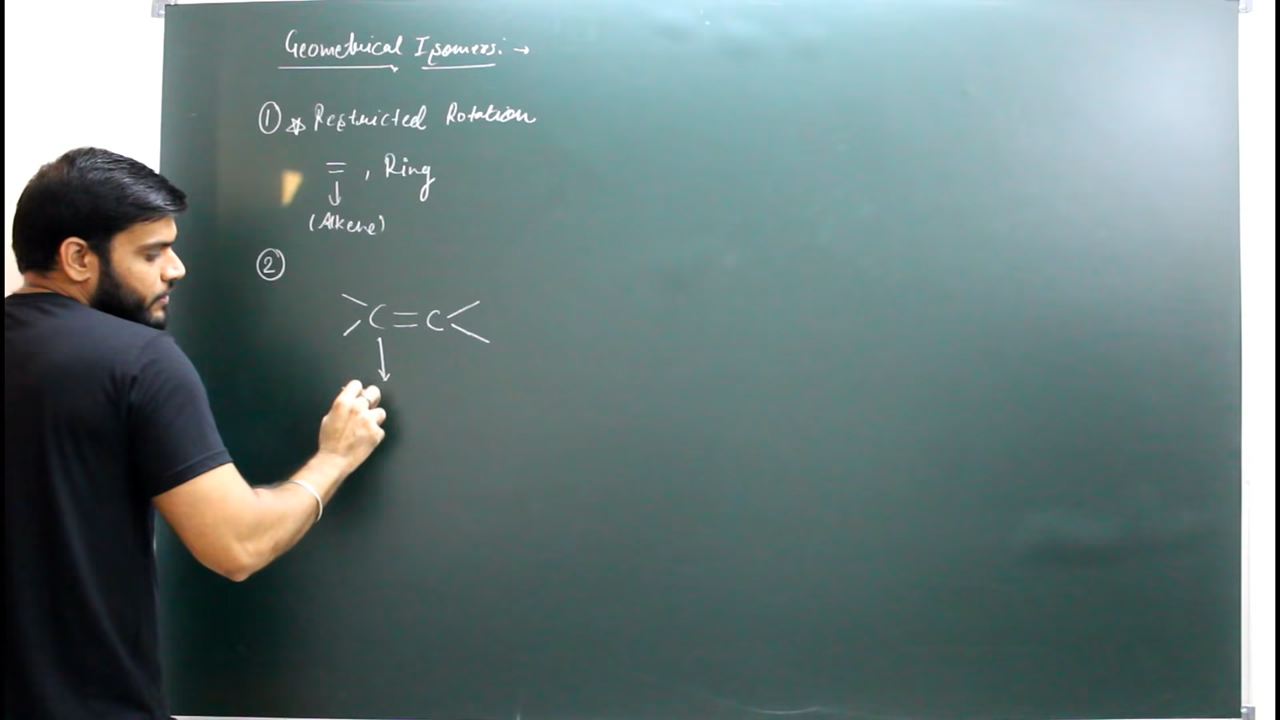 Geometrical Isomers: →
① ☆ Restricted Rotation
= , Ring
↓
(Alkene)
②
C = C
↓